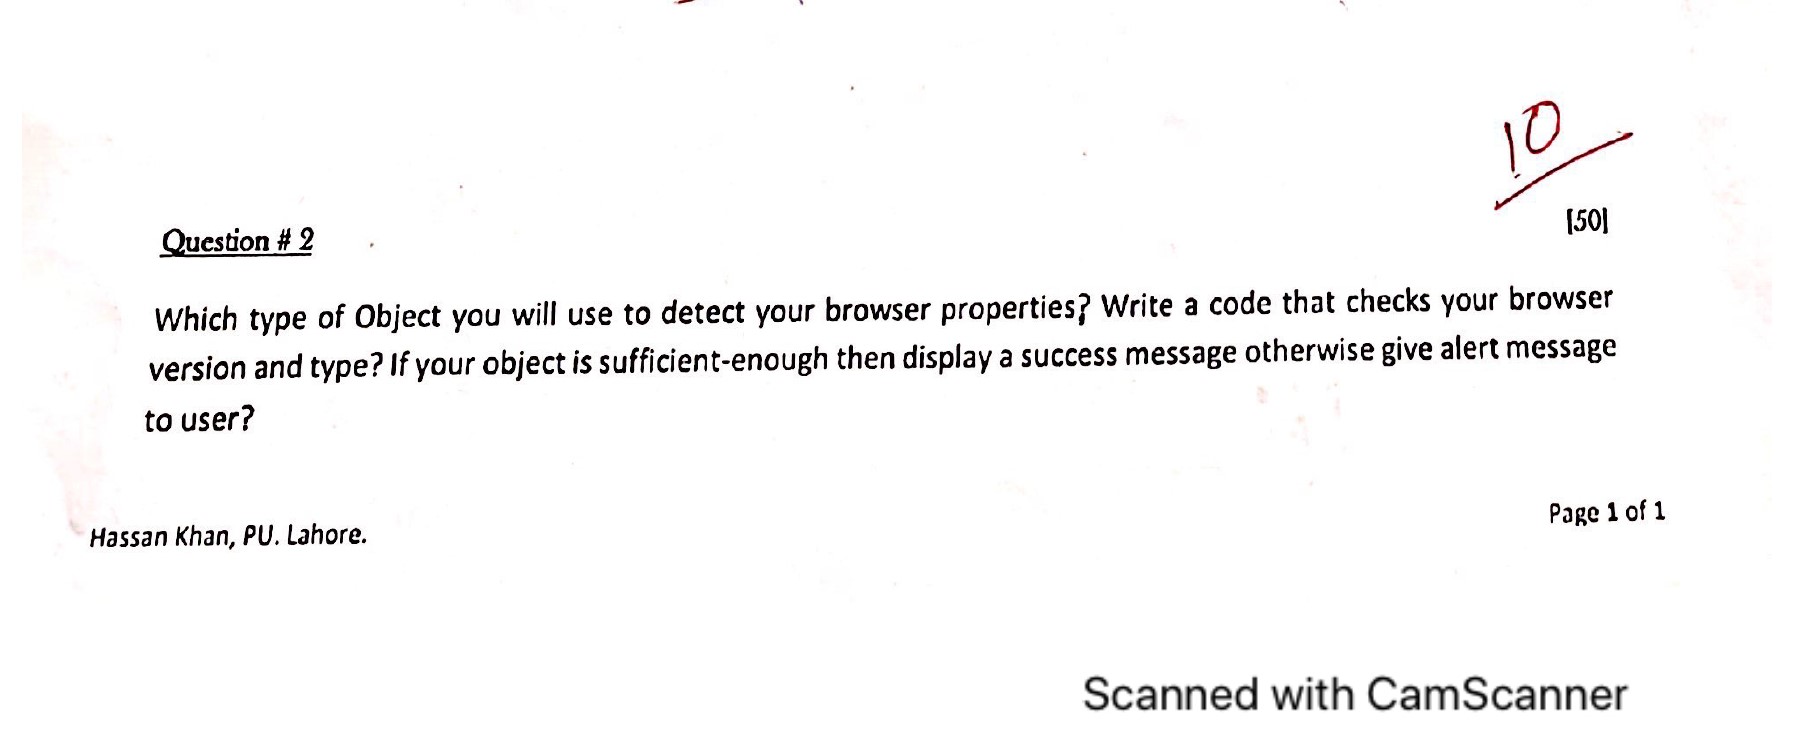 10
[50]
Question # 2
Which type of Object you will use to detect your browser properties? Write a code that checks your browser
version and type? If your object is sufficient-enough then display a success message otherwise give alert message
to user?
Hassan Khan, PU. Lahore.
Page 1 of 1
Scanned with CamScanner